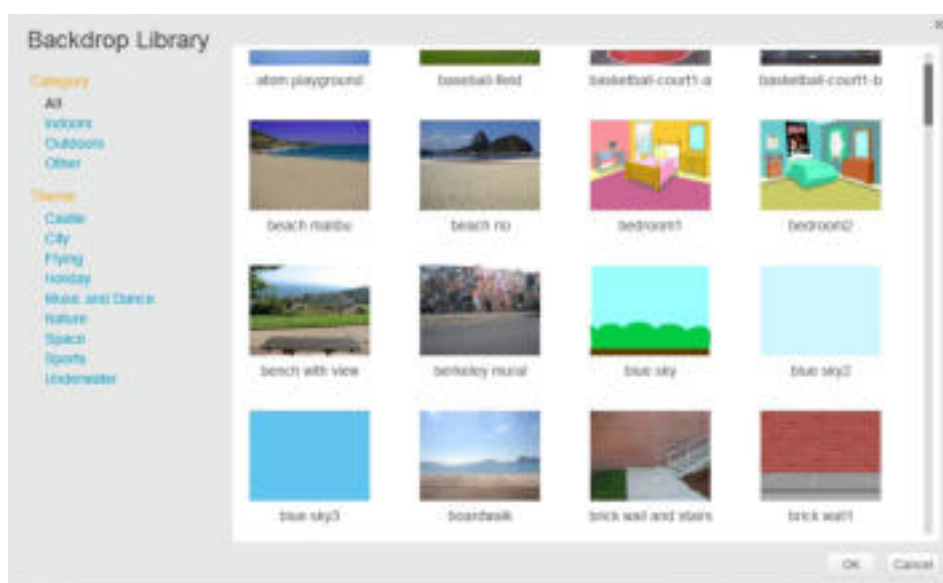 Backdrop Library
Category
All
Indoors
Outdoors
Other
Theme
Castle
City
Flying
Holiday
Music and Dance
Nature
Space
Sports
Underwater
atom playground baseball-field basketball-court1-a basketball-court1-b
beach malibu beach rio bedroom1 bedroom2
bench with view berkeley mural blue sky blue sky2
blue sky3 boardwalk brick wall and stairs brick wall1
OK Cancel